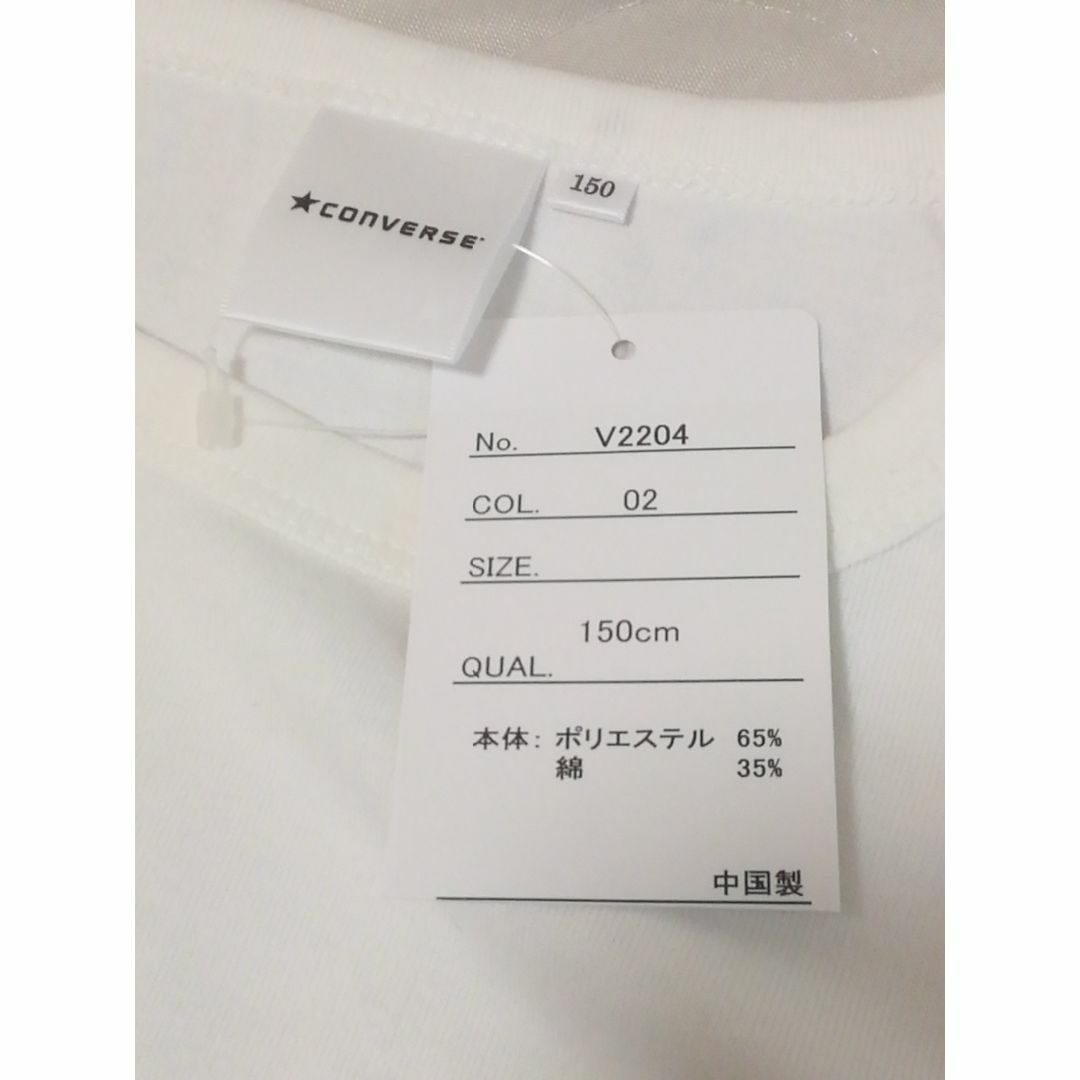 ★CONVERSE
150
No. V2204
COL. 02
SIZE.
150cm
QUAL.
本体: ポリエステル 65%
綿 35%
中国製